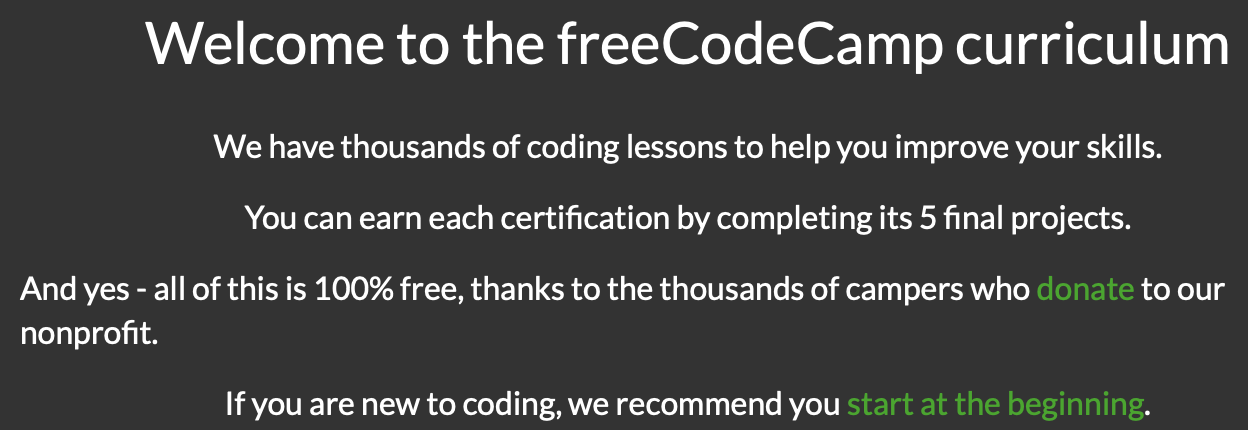 Welcome to the freeCodeCamp curriculum
We have thousands of coding lessons to help you improve your skills.
You can earn each certification by completing its 5 final projects.
And yes - all of this is 100% free, thanks to the thousands of campers who donate to our
nonprofit.
If you are new to coding, we recommend you start at the beginning.